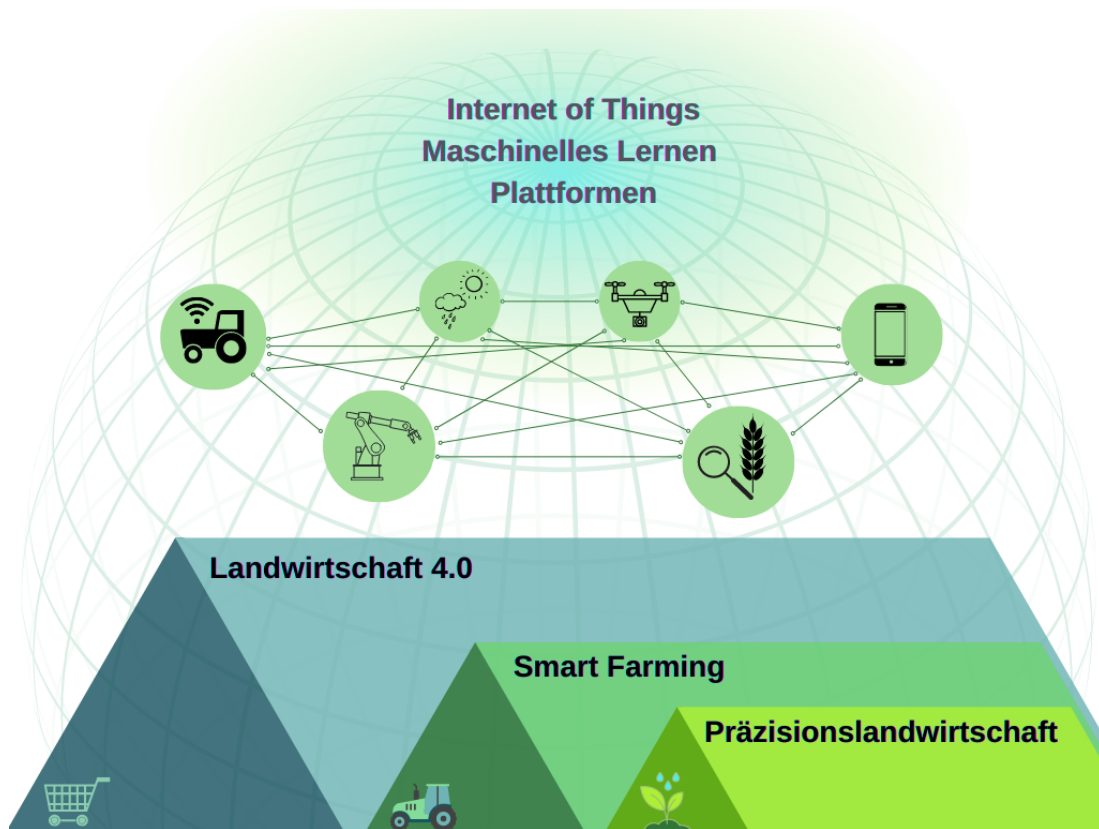 Internet of Things
Maschinelles Lernen
Plattformen
Landwirtschaft 4.0
Smart Farming
Präzisionslandwirtschaft